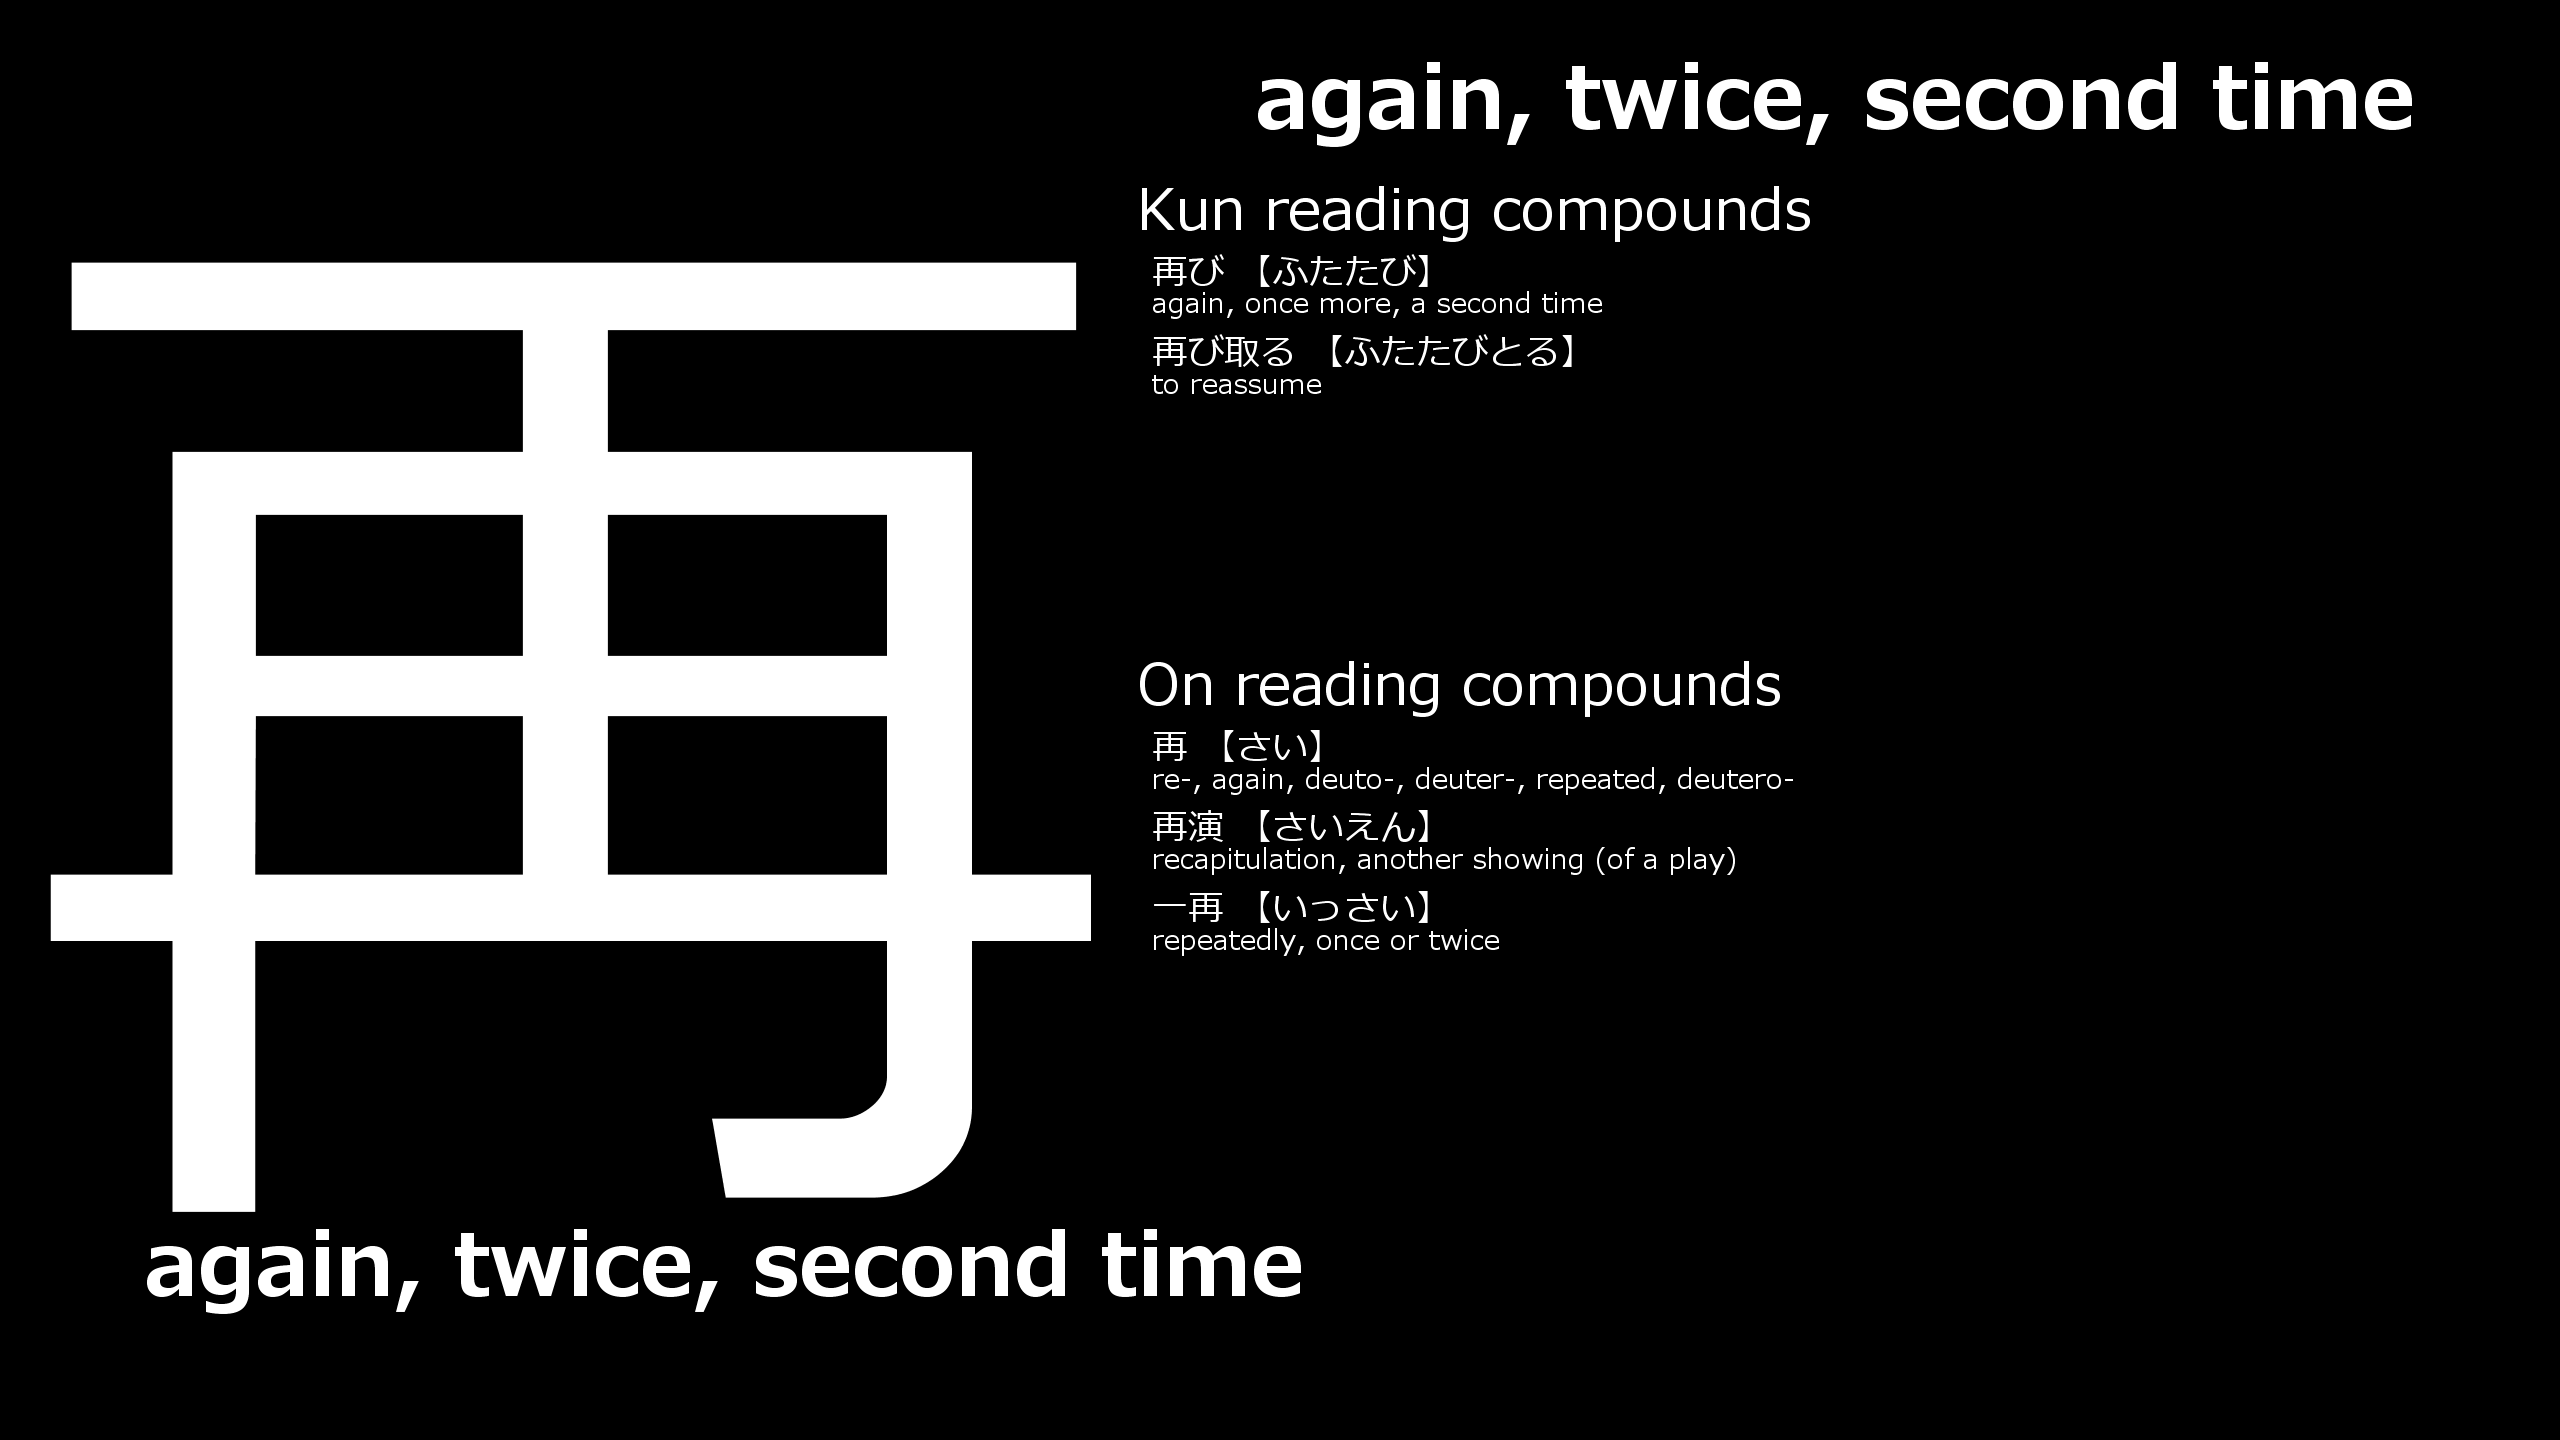 再
again, twice, second time
again, twice, second time
Kun reading compounds
再び 【ふたたび】
again, once more, a second time
再び取る 【ふたたびとる】
to reassume
On reading compounds
再 【さい】
re-, again, deuto-, deuter-, repeated, deutero-
再演 【さいえん】
recapitulation, another showing (of a play)
一再 【いっさい】
repeatedly, once or twice